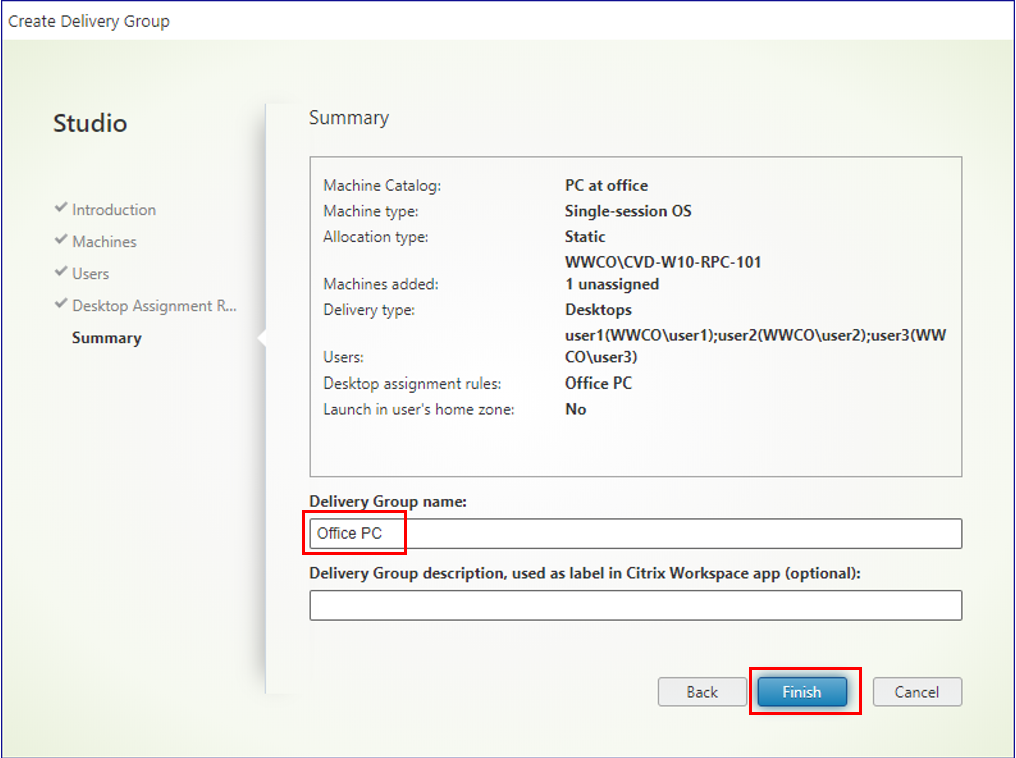 Create Delivery Group
Studio
Introduction
Machines
Users
Desktop Assignment R...
Summary
Summary
Machine Catalog: PC at office
Machine type: Single-session OS
Allocation type: Static
WWCO\CVD-W10-RPC-101
Machines added: 1 unassigned
Delivery type: Desktops
user1(WWCO\user1);user2(WWCO\user2);user3(WW
Users: CO\user3)
Desktop assignment rules: Office PC
Launch in user's home zone: No
Delivery Group name:
Office PC
Delivery Group description, used as label in Citrix Workspace app (optional):
Back Finish Cancel